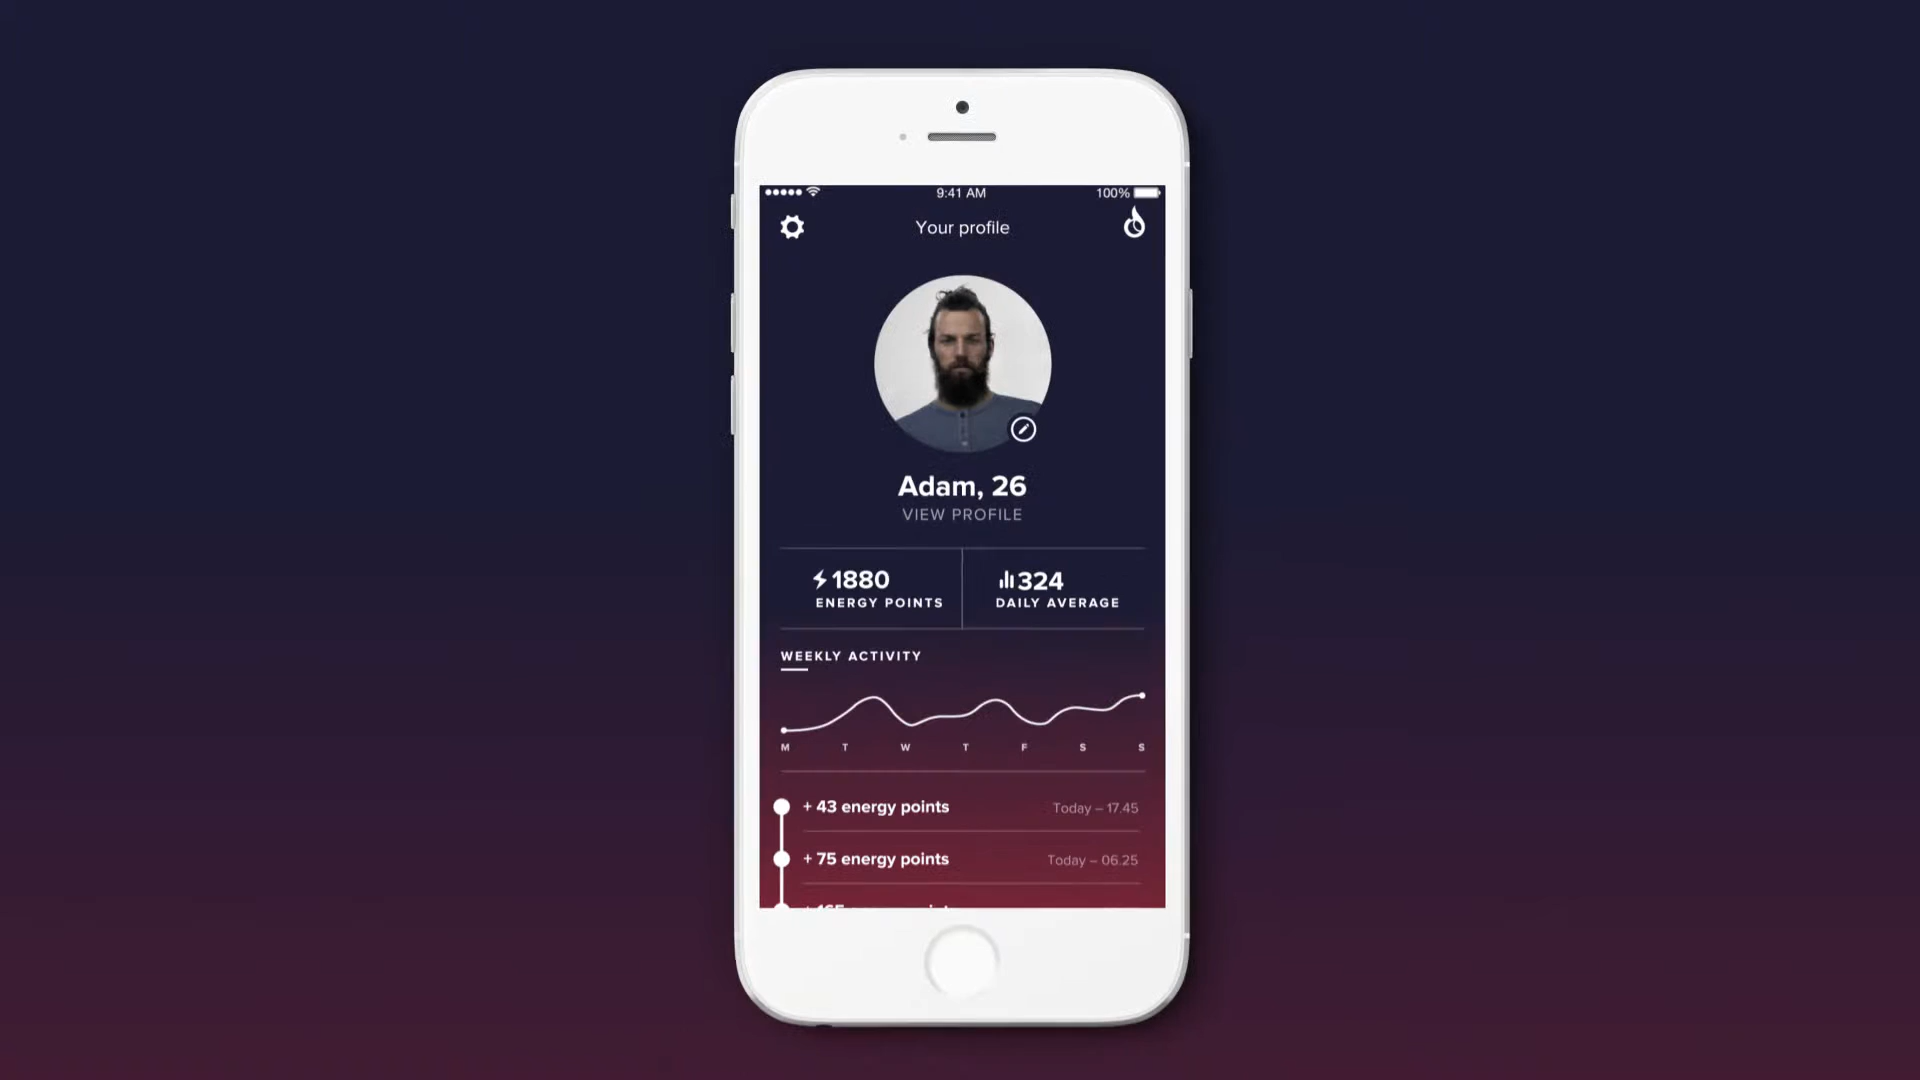 9:41 AM 100%
Your profile
Adam, 26
VIEW PROFILE
1880 324
ENERGY POINTS DAILY AVERAGE
WEEKLY ACTIVITY
M T W T F S S
+ 43 energy points Today – 17.45
+ 75 energy points Today – 06.25